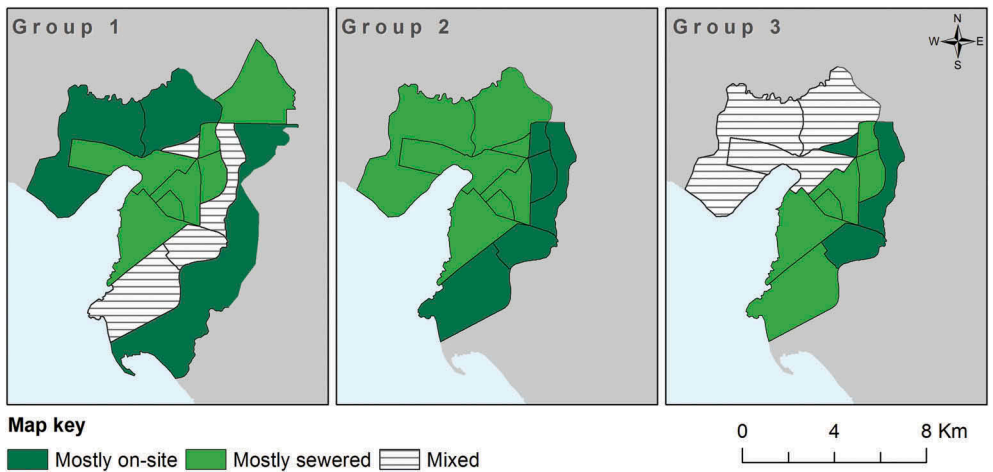 Group 1
Group 2
Group 3
N
W E
S
Map key
Mostly on-site
Mostly sewered
Mixed
0 4 8 Km